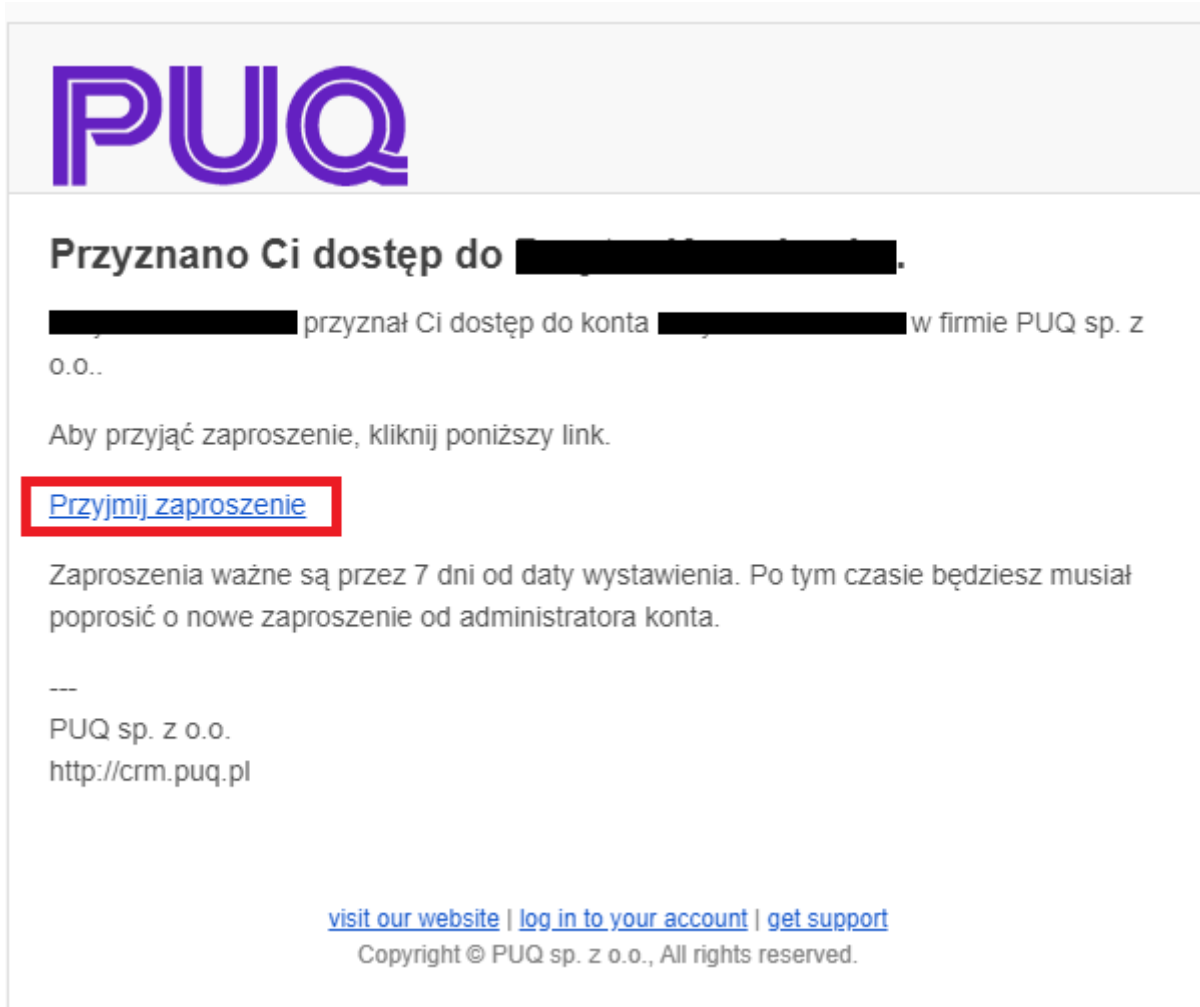 PUQ
Przyznano Ci dostęp do .
przyznał Ci dostęp do konta w firmie PUQ sp. z
o.o..
Aby przyjąć zaproszenie, kliknij poniższy link.
Przyjmij zaproszenie
Zaproszenia ważne są przez 7 dni od daty wystawienia. Po tym czasie będziesz musiał
poprosić o nowe zaproszenie od administratora konta.
---
PUQ sp. z o.o.
http://crm.puq.pl
visit our website | log in to your account | get support
Copyright © PUQ sp. z o.o., All rights reserved.